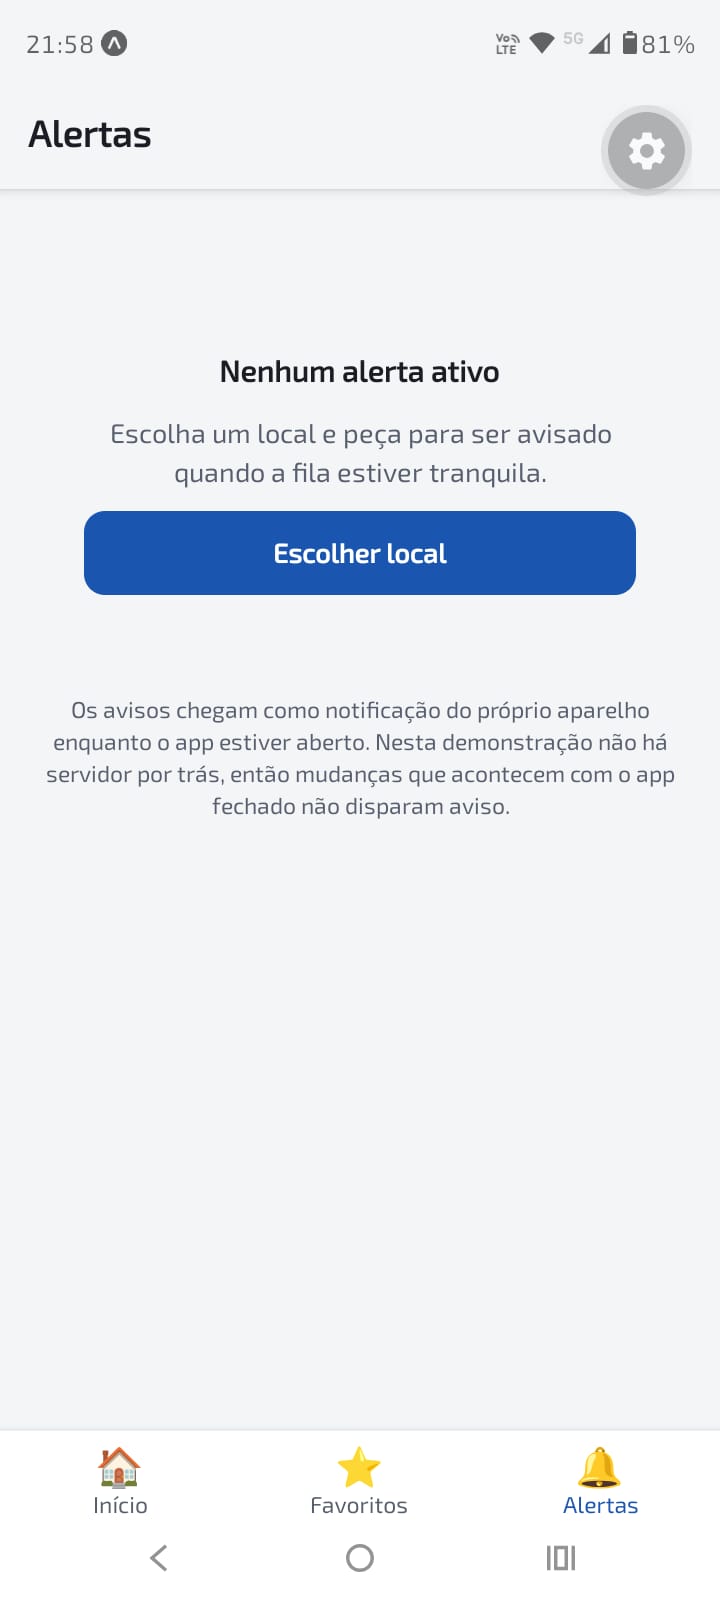 21:58
Vo LTE 5G 81%
Alertas
Nenhum alerta ativo
Escolha um local e peça para ser avisado
quando a fila estiver tranquila.
Escolher local
Os avisos chegam como notificação do próprio aparelho
enquanto o app estiver aberto. Nesta demonstração não há
servidor por trás, então mudanças que acontecem com o app
fechado não disparam aviso.
Início
Favoritos
Alertas